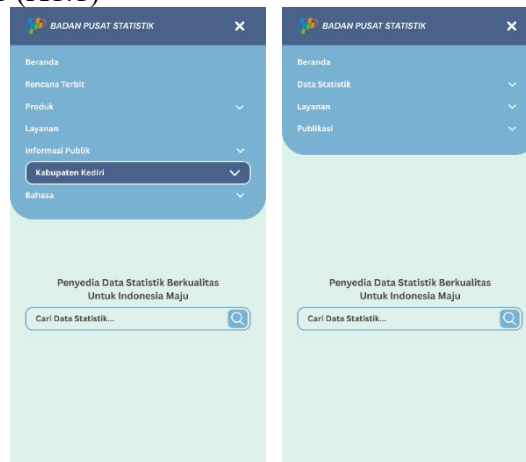 BADAN PUSAT STATISTIK
Beranda
Rencana Terbit
Produk
Layanan
Informasi Publik
Kabupaten Kediri
Bahasa
Penyedia Data Statistik Berkualitas
Untuk Indonesia Maju
Cari Data Statistik...
BADAN PUSAT STATISTIK
Beranda
Data Statistik
Layanan
Publikasi
Penyedia Data Statistik Berkualitas
Untuk Indonesia Maju
Cari Data Statistik...